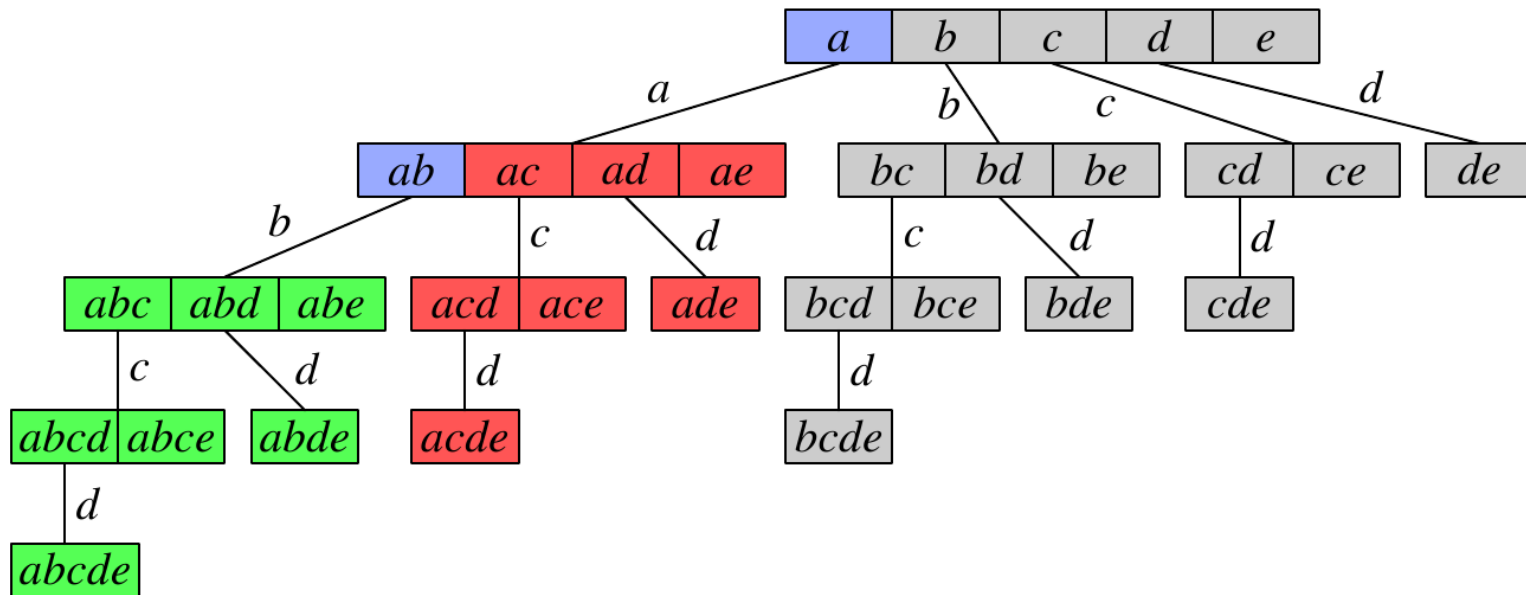 a b c d e
a b c d
ab ac ad ae bc bd be cd ce de
b c d c d d
abc abd abe acd ace ade bcd bce bde cde
c d d d
abcd abce abde acde bcde
d
abcde